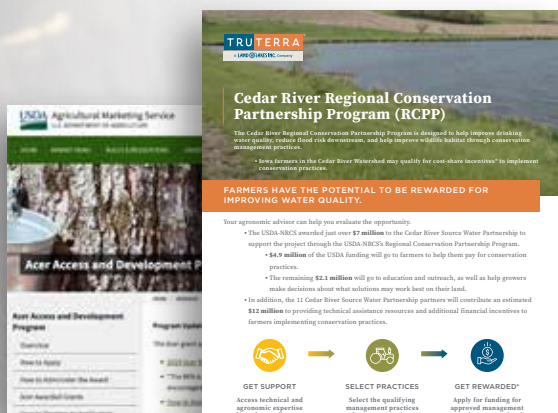 USDA Agricultural Marketing Service
U.S. DEPARTMENT OF AGRICULTURE
Acer Access and Development P
Acer Access and Development
Program
Overview
How to Apply
How to Administer the Award
Acer Awarded Grants
Program Updat
TRUTERRA
A LAND O'LAKES INC. Company
Cedar River Regional Conservation
Partnership Program (RCPP)
The Cedar River Regional Conservation Partnership Program is designed to help improve drinking
water quality, reduce flood risk downstream, and help improve wildlife habitat through conservation
management practices.
• Iowa farmers in the Cedar River Watershed may qualify for cost-share incentives* to implement
conservation practices.
FARMERS HAVE THE POTENTIAL TO BE REWARDED FOR
IMPROVING WATER QUALITY.
Your agronomic advisor can help you evaluate the opportunity.
• The USDA-NRCS awarded just over $7 million to the Cedar River Source Water Partnership to
support the project through the USDA-NRCS's Regional Conservation Partnership Program.
• $4.9 million of the USDA funding will go to farmers to help them pay for conservation
practices.
• The remaining $2.1 million will go to education and outreach, as well as help growers
make decisions about what solutions may work best on their land.
• In addition, the 11 Cedar River Source Water Partnership partners will contribute an estimated
$12 million to providing technical assistance resources and additional financial incentives to
farmers implementing conservation practices.
GET SUPPORT
Access technical and
agronomic expertise
SELECT PRACTICES
Select the qualifying
management practices
GET REWARDED*
Apply for funding for
approved management